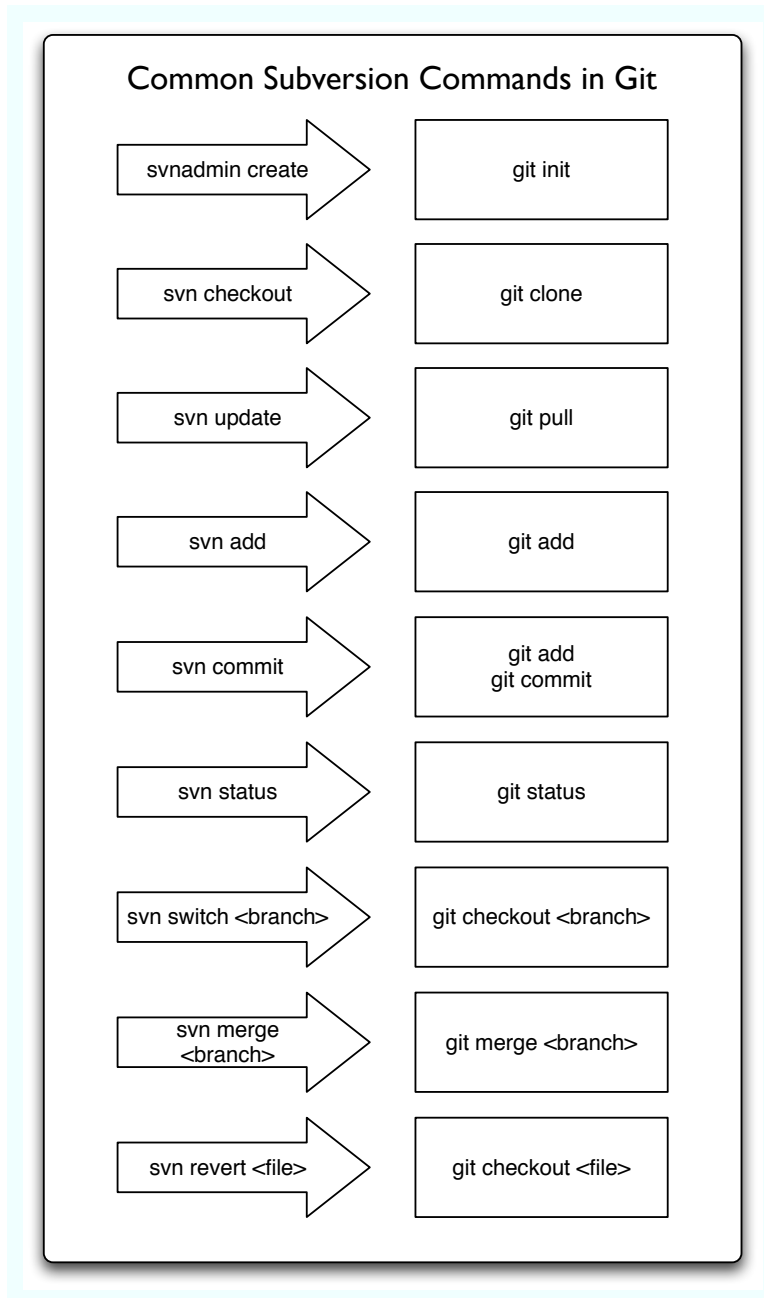 Common Subversion Commands in Git
svnadmin create
git init
svn checkout
git clone
svn update
git pull
svn add
git add
svn commit
git add
git commit
svn status
git status
svn switch <branch>
git checkout <branch>
svn merge
<branch>
git merge <branch>
svn revert <file>
git checkout <file>